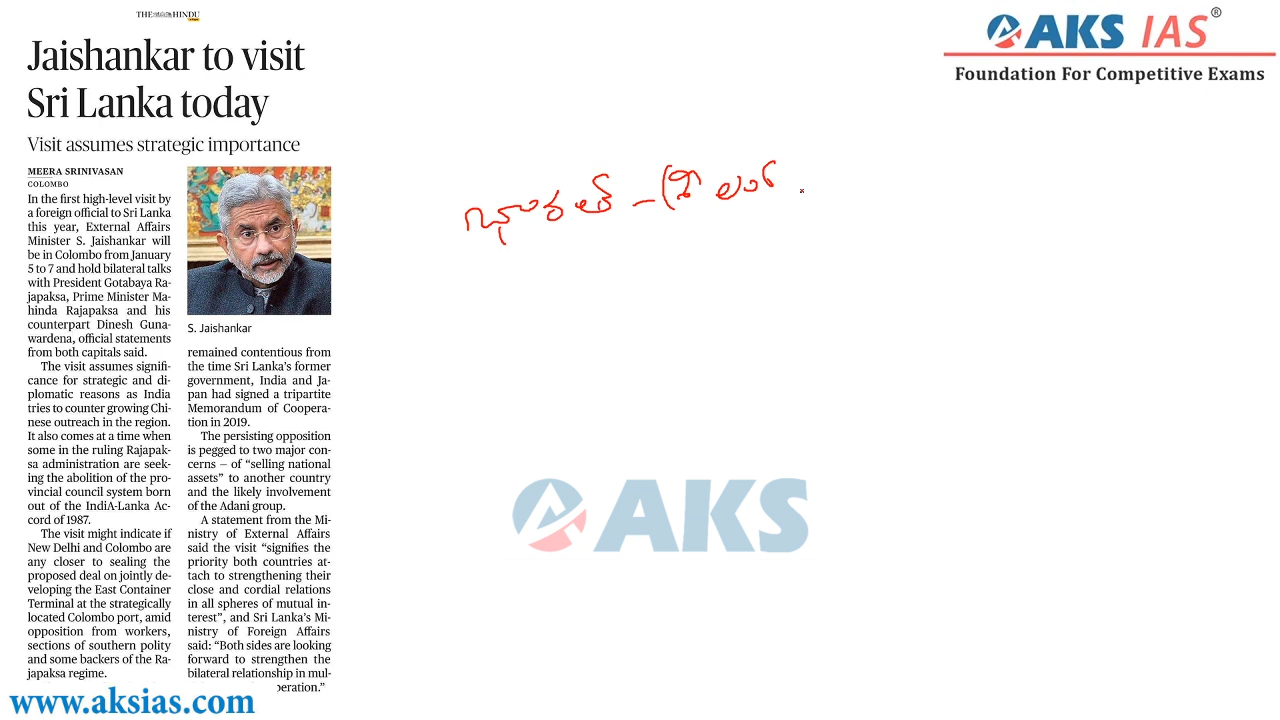 THE HINDU
Jaishankar to visit
Sri Lanka today
Visit assumes strategic importance
MEERA SRINIVASAN
COLOMBO
In the first high-level visit by
a foreign official to Sri Lanka
this year, External Affairs
Minister S. Jaishankar will
be in Colombo from January
5 to 7 and hold bilateral talks
with President Gotabaya Ra-
japaksa, Prime Minister Ma-
hinda Rajapaksa and his
counterpart Dinesh Guna-
wardena, official statements
from both capitals said.
The visit assumes signifi-
cance for strategic and di-
plomatic reasons as India
tries to counter growing Chi-
nese outreach in the region.
It also comes at a time when
some in the ruling Rajapak-
sa administration are seek-
ing the abolition of the pro-
vincial council system born
out of the IndiA-Lanka Ac-
cord of 1987.
The visit might indicate if
New Delhi and Colombo are
any closer to sealing the
proposed deal on jointly de-
veloping the East Container
Terminal at the strategically
located Colombo port, amid
opposition from workers,
sections of southern polity
and some backers of the Ra-
japaksa regime.
S. Jaishankar
remained contentious from
the time Sri Lanka's former
government, India and Ja-
pan had signed a tripartite
Memorandum of Coopera-
tion in 2019.
The persisting opposition
is pegged to two major con-
cerns – of “selling national
assets” to another country
and the likely involvement
of the Adani group.
A statement from the Mi-
nistry of External Affairs
said the visit “signifies the
priority both countries at-
tach to strengthening their
close and cordial relations
in all spheres of mutual in-
terest”, and Sri Lanka's Mi-
nistry of Foreign Affairs
said: “Both sides are looking
forward to strengthen the
bilateral relationship in mul-
peration.”
భారత్ - శ్రీ లంక
AKS IAS®
Foundation For Competitive Exams
AKS
www.aksias.com